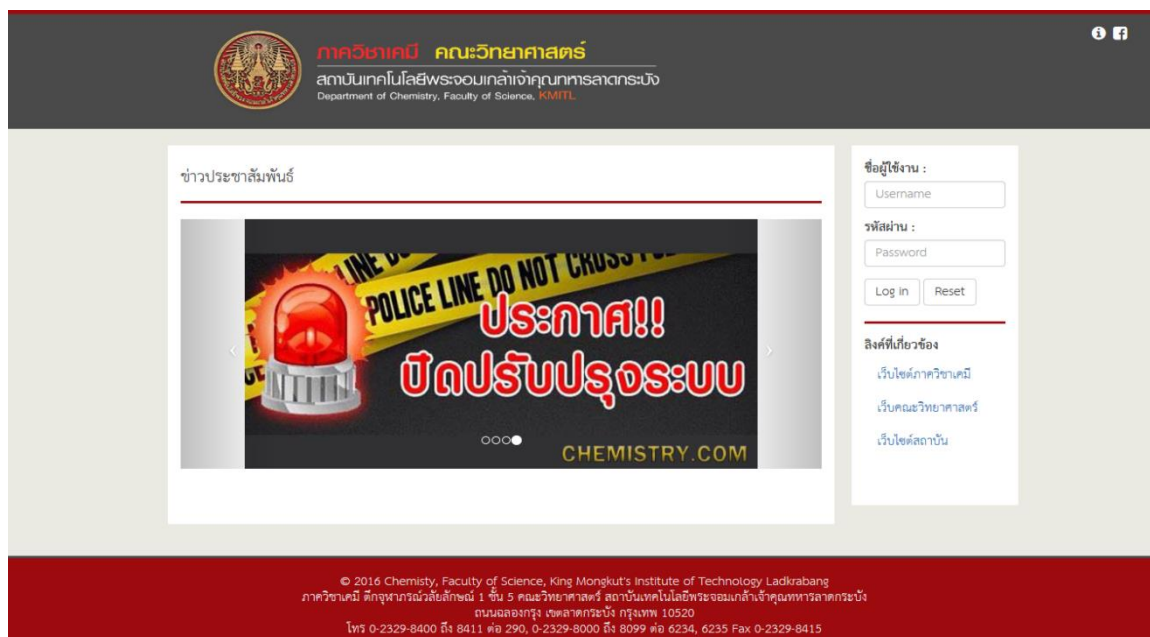 ภาควิชาเคมี คณะวิทยาศาสตร์
สถาบันเทคโนโลยีพระจอมเกล้าเจ้าคุณทหารลาดกระบัง
Department of Chemistry, Faculty of Science, KMITL
ข่าวประชาสัมพันธ์
LINE DO
LINE DO NOT CROSS
POLICE LINE DO NOT CROSS
ประกาศ!!
ปิดปรับปรุงระบบ
CHEMISTRY.COM
ชื่อผู้ใช้งาน :
Username
รหัสผ่าน :
Password
Log in Reset
ลิงค์ที่เกี่ยวข้อง
เว็บไซต์ภาควิชาเคมี
เว็บคณะวิทยาศาสตร์
เว็บไซต์สถาบัน
© 2016 Chemisty, Faculty of Science, King Mongkut's Institute of Technology Ladkrabang
ภาควิชาเคมี ตึกจุฬาภรณ์วลัยลักษณ์ 1 ชั้น 5 คณะวิทยาศาสตร์ สถาบันเทคโนโลยีพระจอมเกล้าเจ้าคุณทหารลาดกระบัง
ถนนฉลองกรุง เขตลาดกระบัง กรุงเทพ 10520
โทร 0-2329-8400 ถึง 8411 ต่อ 290, 0-2329-8000 ถึง 8099 ต่อ 6234, 6235 Fax 0-2329-8415